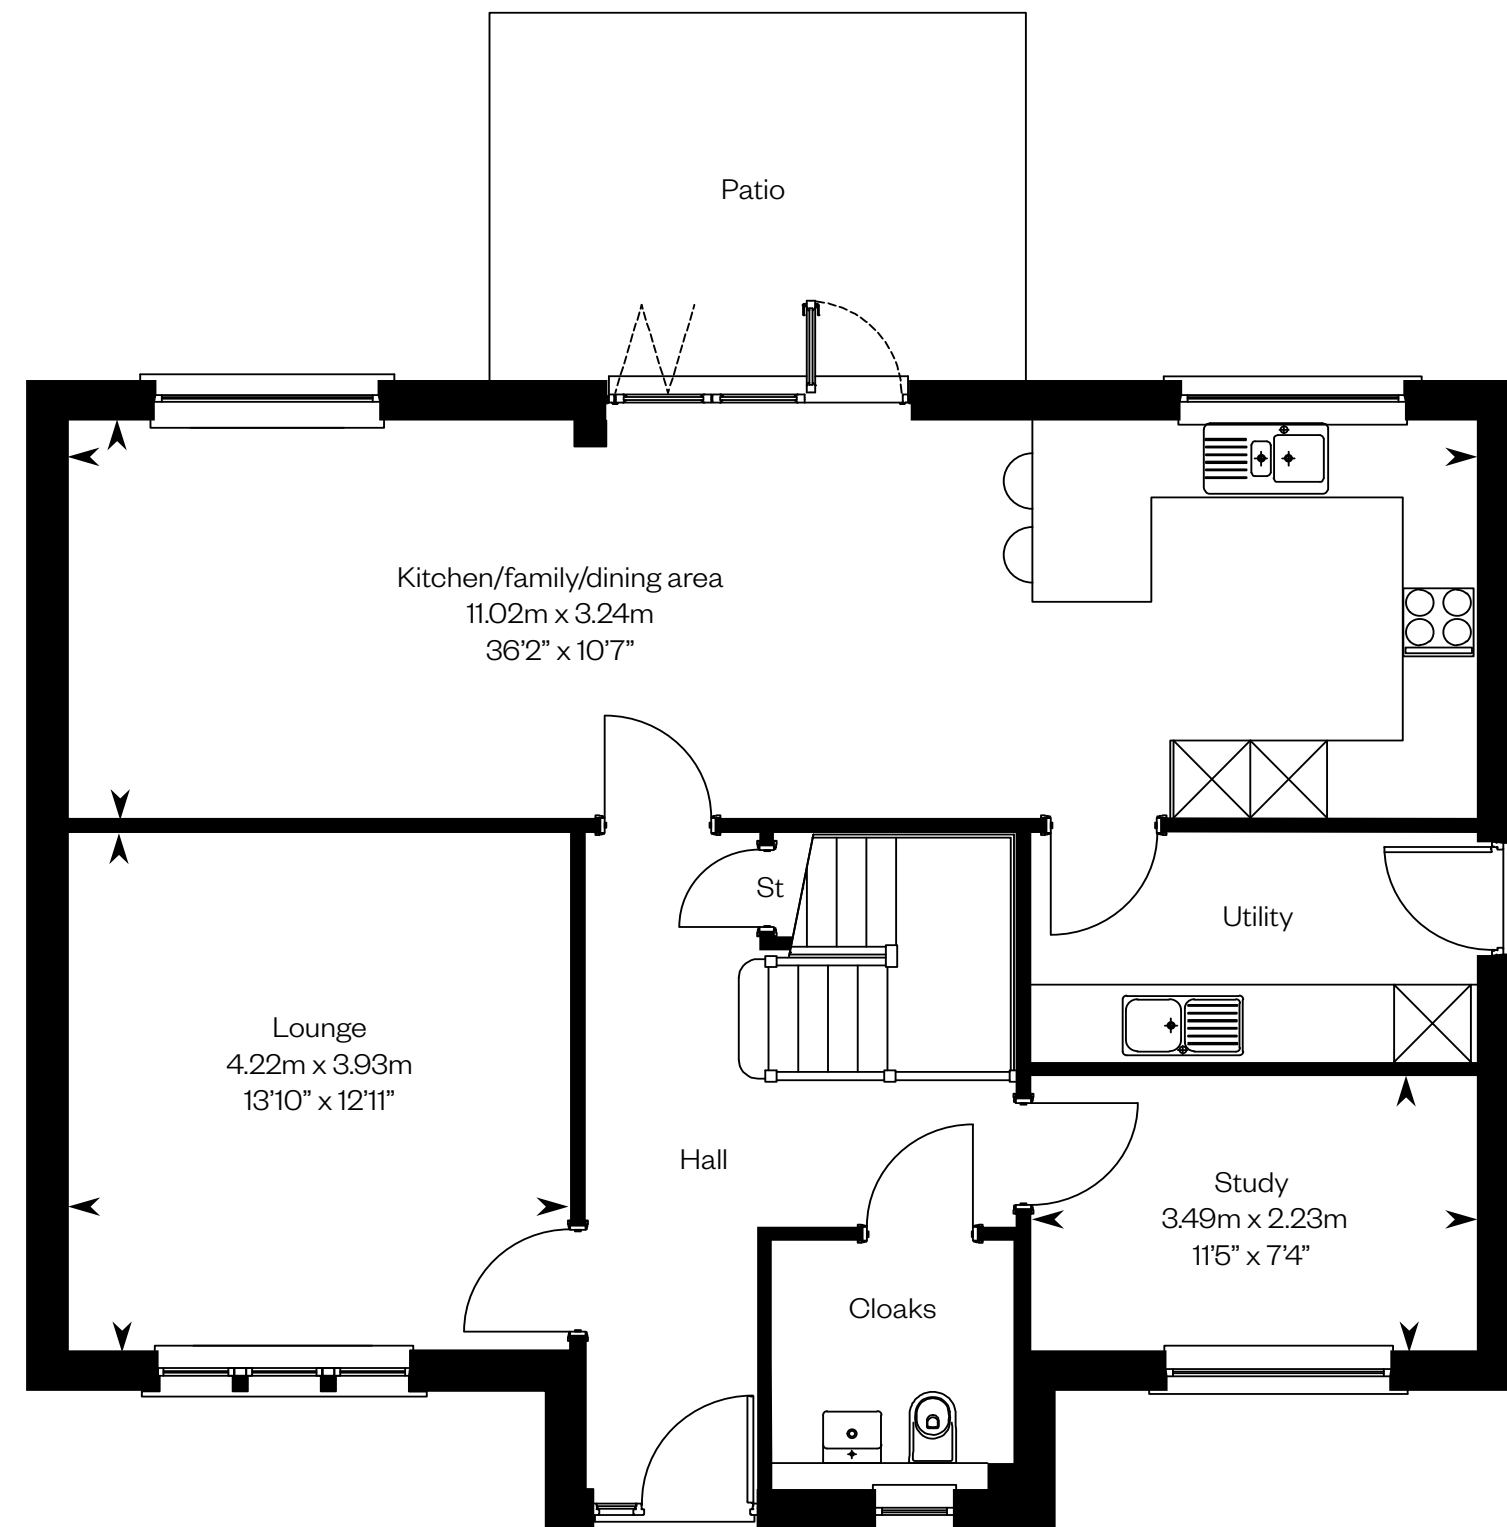 Patio
Kitchen/family/dining area
11.02m x 3.24m
36’2” x 10’7”
St
Utility
Lounge
4.22m x 3.93m
13’10” x 12’11”
Hall
Study
3.49m x 2.23m
11’5” x 7’4”
Cloaks